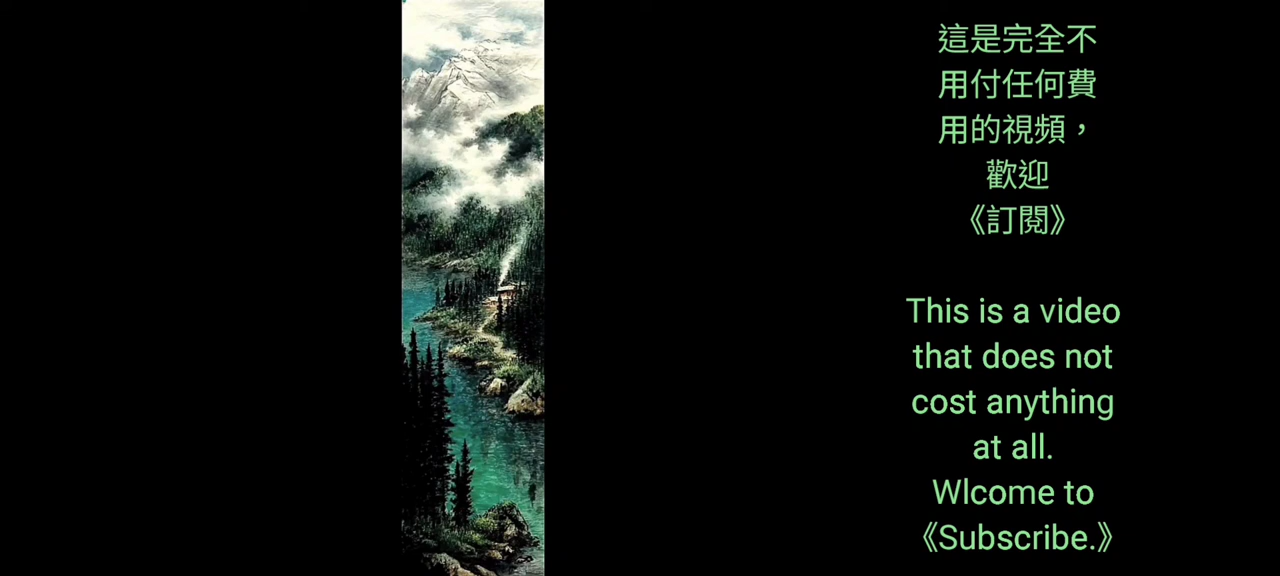 這是完全不
用付任何費
用的視頻，
歡迎
《訂閱》
This is a video
that does not
cost anything
at all.
Wlcome to
《Subscribe.》